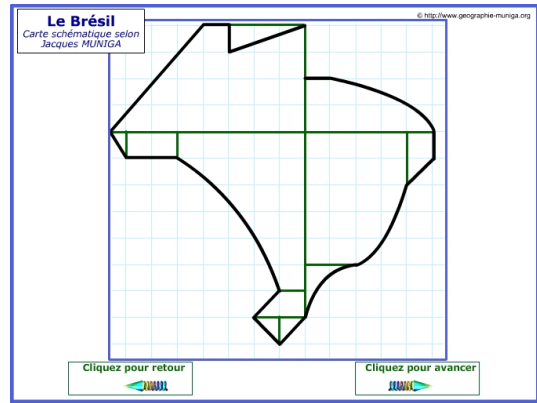 Le Brésil
Carte schématique selon
Jacques MUNIGA
© http://www.geographie-muniga.org
Cliquez pour retour
Cliquez pour avancer